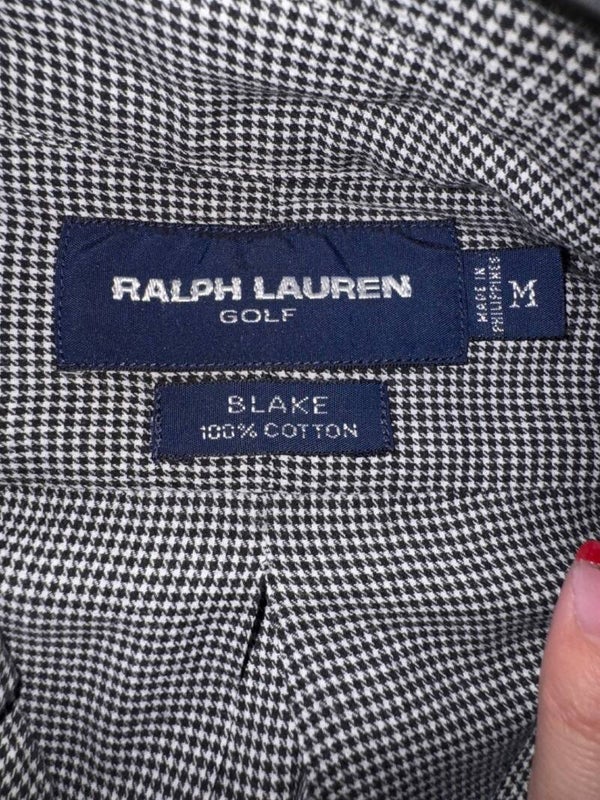 RALPH LAUREN
GOLF
MADE IN
PHILIPPINES
M
BLAKE
100% COTTON